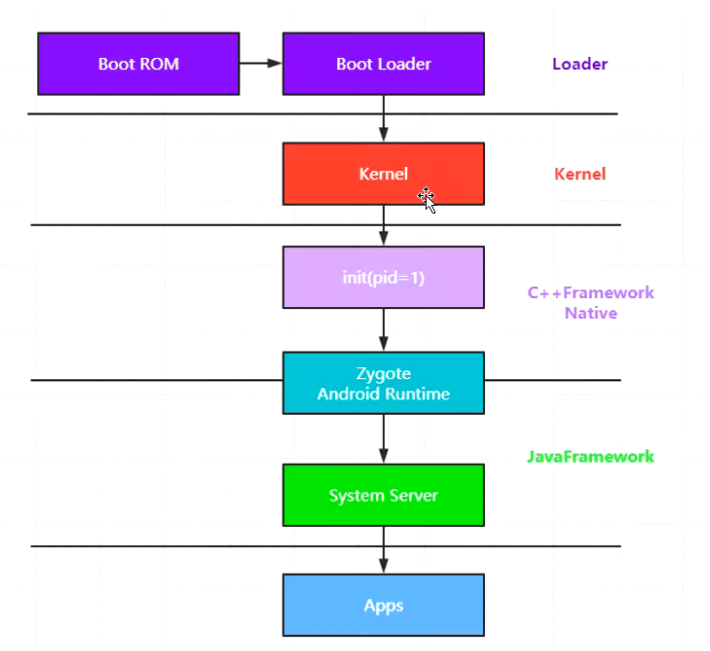 Boot ROM
Boot Loader
Loader
Kernel
Kernel
init(pid=1)
C++Framework
Native
Zygote
Android Runtime
JavaFramework
System Server
Apps